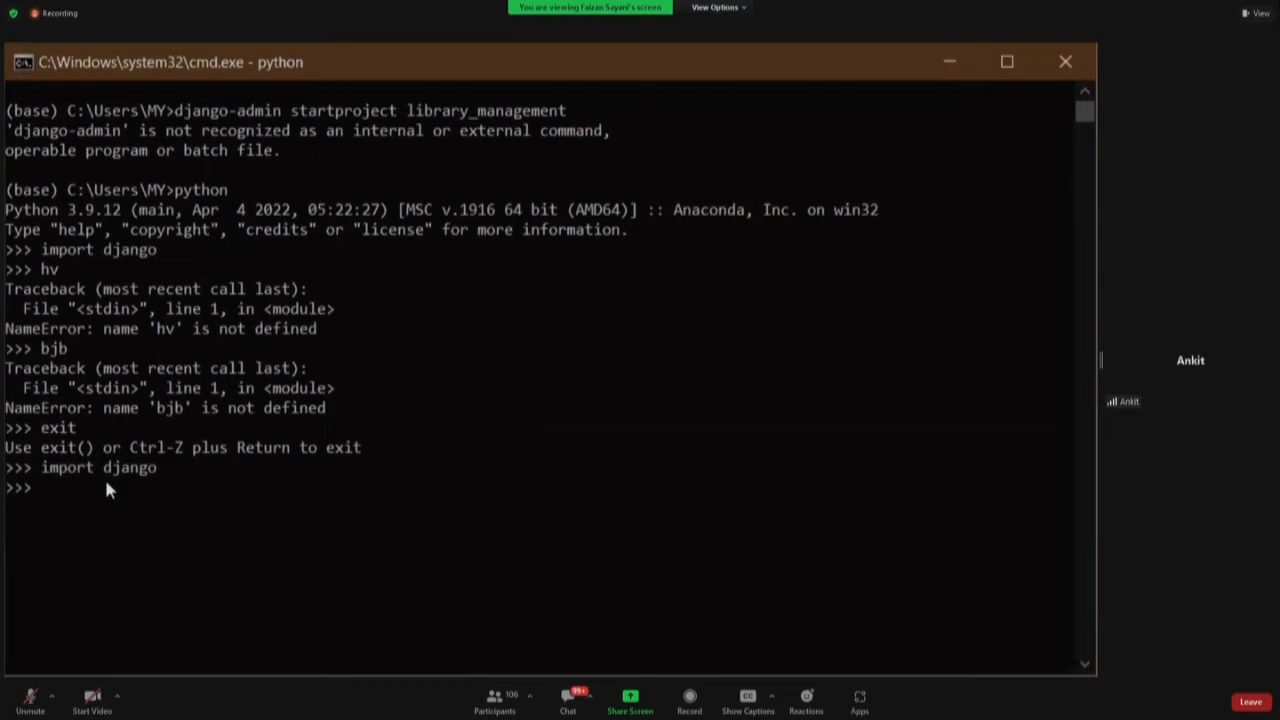 Recording
You are viewing Faizan Sayani's screen
View Options
View
C:\Windows\system32\cmd.exe - python
(base) C:\Users\MY>django-admin startproject library_management
'django-admin' is not recognized as an internal or external command,
operable program or batch file.
(base) C:\Users\MY>python
Python 3.9.12 (main, Apr  4 2022, 05:22:27) [MSC v.1916 64 bit (AMD64)] :: Anaconda, Inc. on win32
Type "help", "copyright", "credits" or "license" for more information.
>>> import django
>>> hv
Traceback (most recent call last):
  File "<stdin>", line 1, in <module>
NameError: name 'hv' is not defined
>>> bjb
Traceback (most recent call last):
  File "<stdin>", line 1, in <module>
NameError: name 'bjb' is not defined
>>> exit
Use exit() or Ctrl-Z plus Return to exit
>>> import django
>>>
Ankit
Ankit
106
99+
CC
Unmute
Start Video
Participants
Chat
Share Screen
Record
Show Captions
Reactions
Apps
Leave